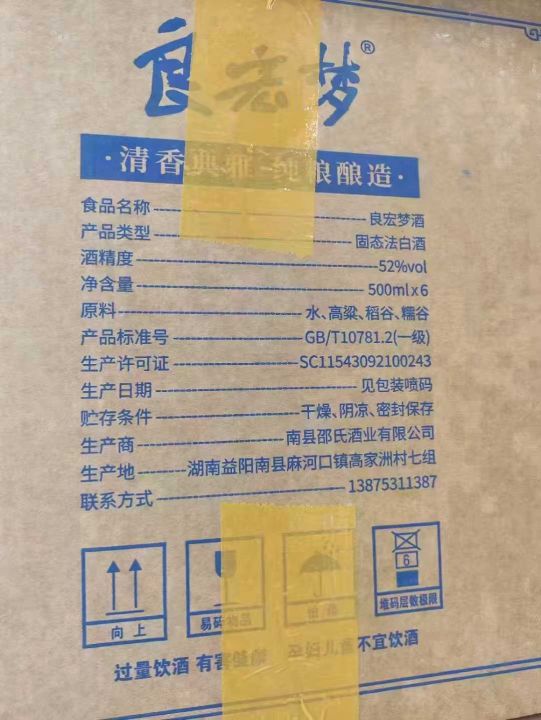 良宏梦®
·清香典雅·纯粮酿造·
食品名称 良宏梦酒
产品类型 固态法白酒
酒精度 52%vol
净含量 500mlx6
原料 水、高粱、稻谷、糯谷
产品标准号 GB/T10781.2(一级)
生产许可证 SC11543092100243
生产日期 见包装喷码
贮存条件 干燥、阴凉、密封保存
生产商 南县邵氏酒业有限公司
生产地 湖南益阳南县麻河口镇高家洲村七组
联系方式 13875311387
6
向上 易碎物品 怕雨 堆码层数极限
过量饮酒 有害健康 孕妇儿童不宜饮酒